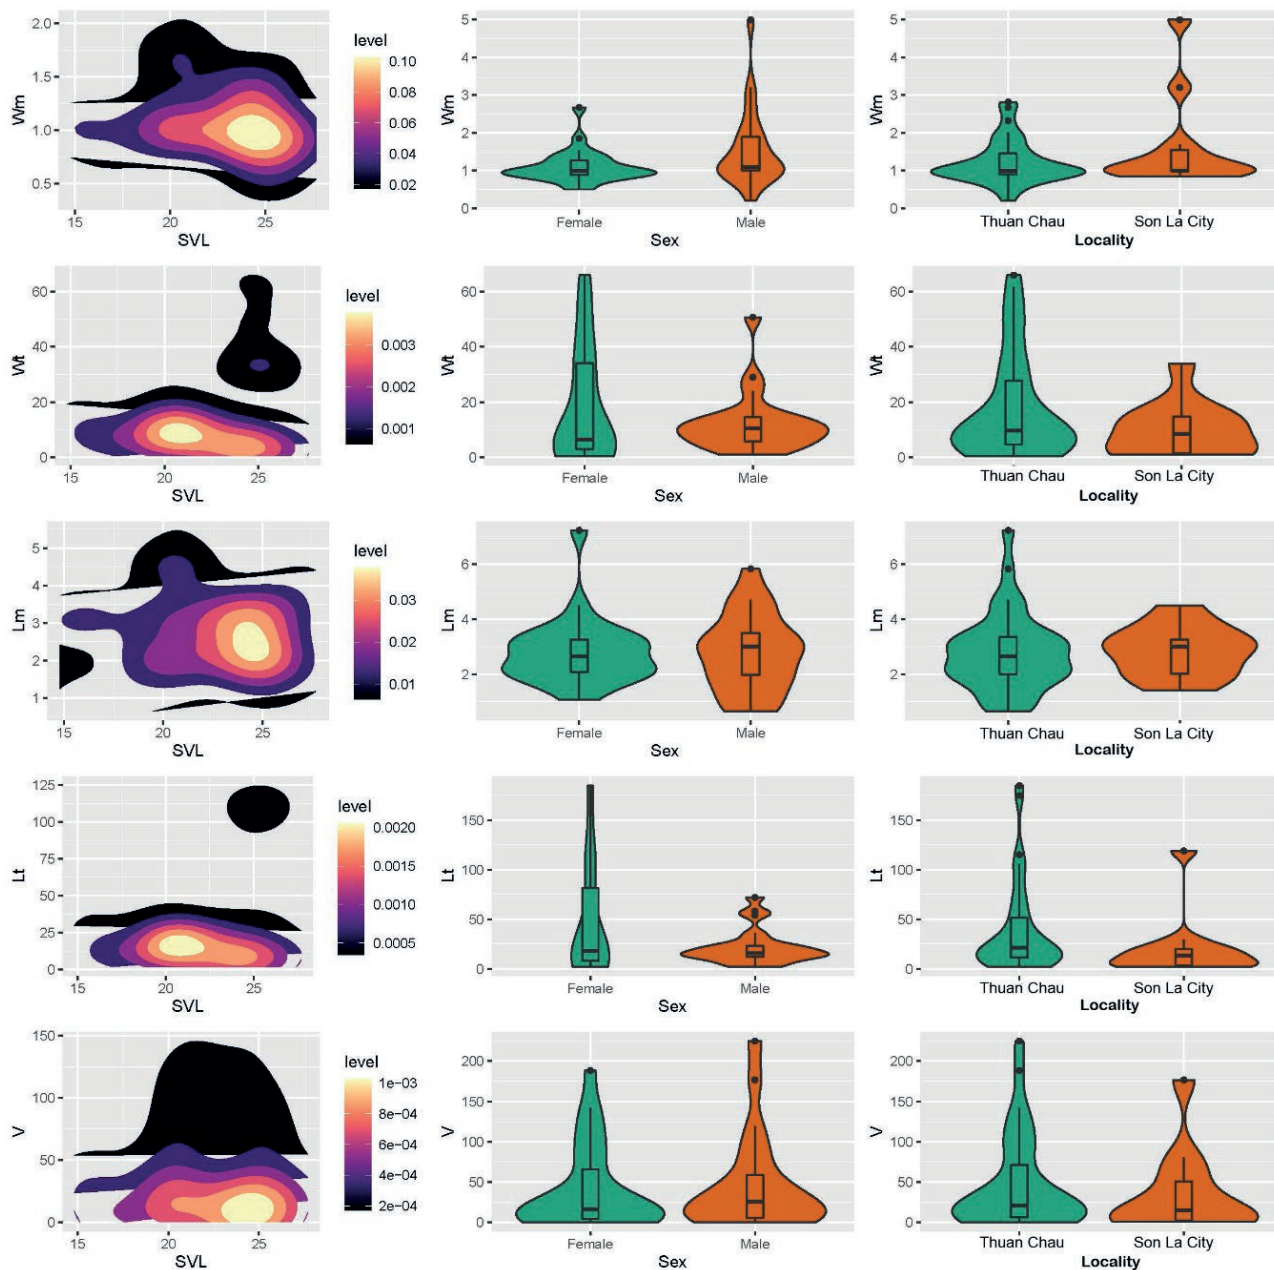 Wm
2.0
1.5
1.0
0.5
15 20 25
SVL
level
0.10
0.08
0.06
0.04
0.02
Wm
5
4
3
2
1
0
Female Male
Sex
Wm
5
4
3
2
1
0
Thuan Chau Son La City
Locality
Wt
60
40
20
0
15 20 25
SVL
level
0.003
0.002
0.001
Wt
60
40
20
0
Female Male
Sex
Wt
60
40
20
0
Thuan Chau Son La City
Locality
Lm
5
4
3
2
1
15 20 25
SVL
level
0.03
0.02
0.01
Lm
6
4
2
Female Male
Sex
Lm
6
4
2
Thuan Chau Son La City
Locality
Lt
125
100
75
50
25
0
15 20 25
SVL
level
0.0020
0.0015
0.0010
0.0005
Lt
150
100
50
0
Female Male
Sex
Lt
150
100
50
0
Thuan Chau Son La City
Locality
V
150
100
50
0
15 20 25
SVL
level
1e-03
8e-04
6e-04
4e-04
2e-04
V
200
150
100
50
0
Female Male
Sex
V
200
150
100
50
0
Thuan Chau Son La City
Locality